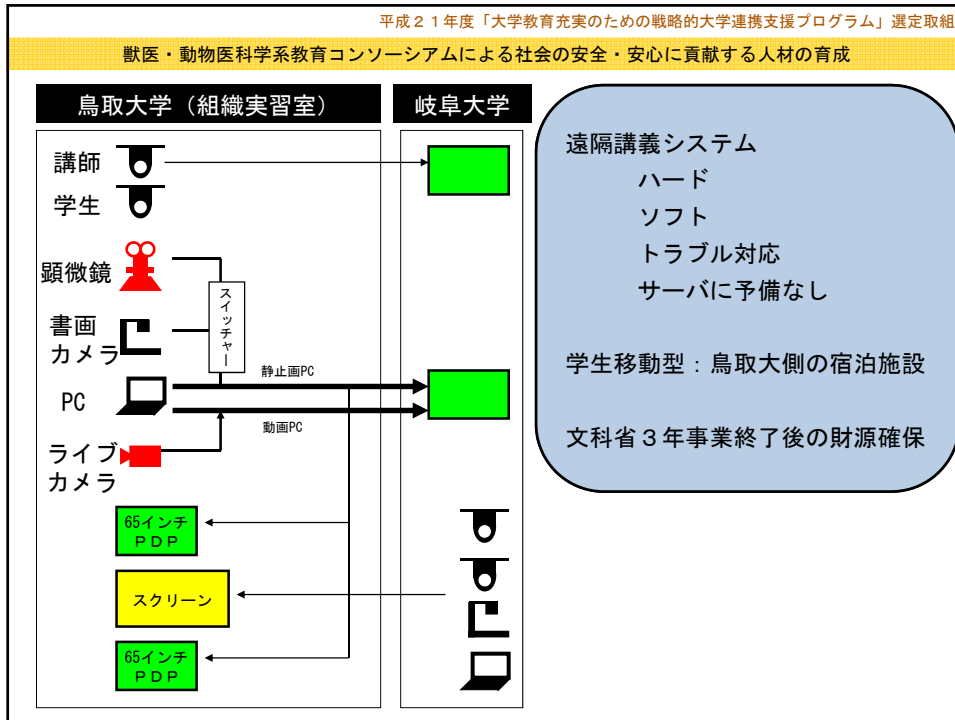 平成２１年度「大学教育充実のための戦略的大学連携支援プログラム」選定取組
獣医・動物医科学系教育コンソーシアムによる社会の安全・安心に貢献する人材の育成
鳥取大学（組織実習室）
岐阜大学
講師
学生
顕微鏡
書画
カメラ
PC
ライブ
カメラ
スイッチャー
静止画PC
動画PC
65インチ
ＰＤＰ
スクリーン
65インチ
ＰＤＰ
遠隔講義システム
ハード
ソフト
トラブル対応
サーバに予備なし
学生移動型：鳥取大側の宿泊施設
文科省３年事業終了後の財源確保